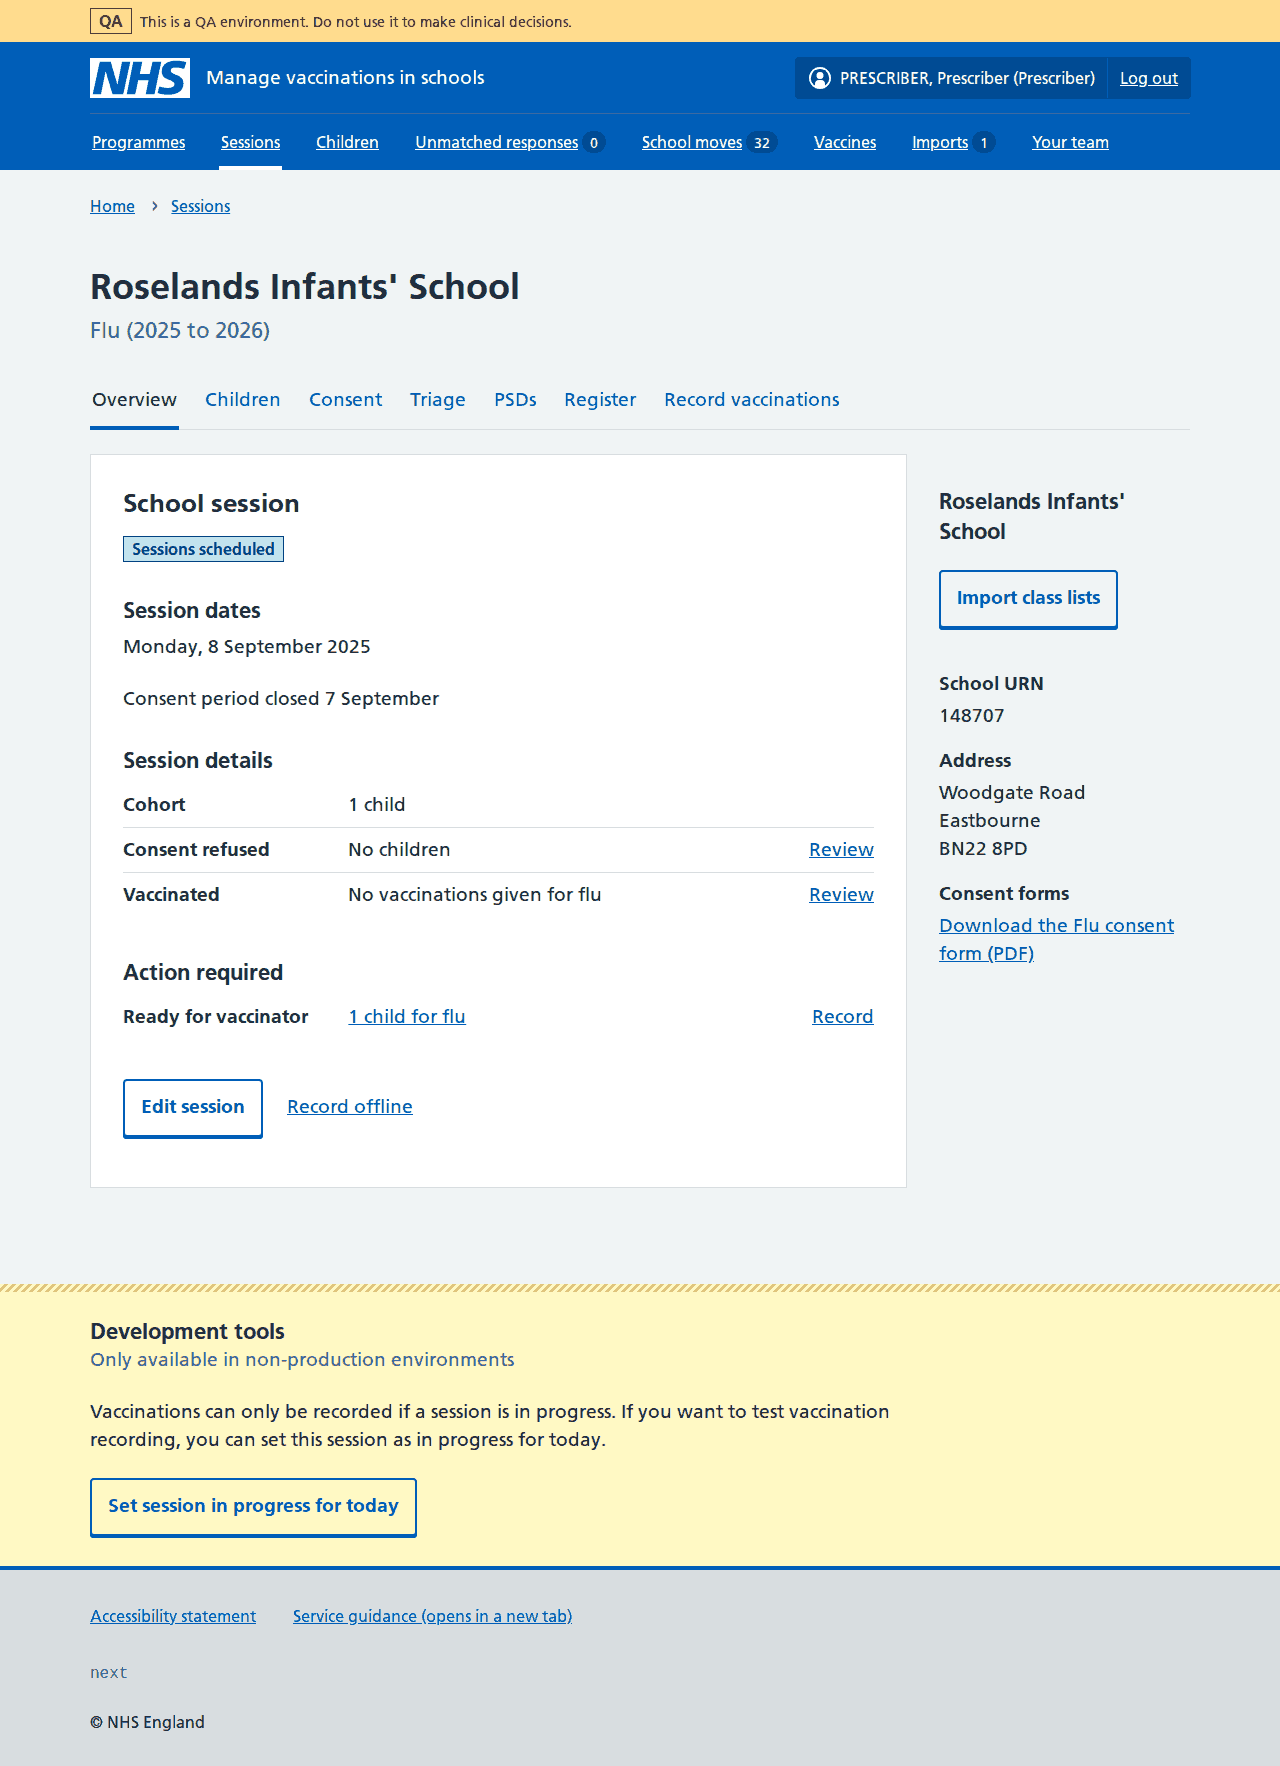 QA This is a QA environment. Do not use it to make clinical decisions.
NHS Manage vaccinations in schools PRESCRIBER, Prescriber (Prescriber) Log out
Programmes Sessions Children Unmatched responses 0 School moves 32 Vaccines Imports 1 Your team
Home › Sessions
Roselands Infants' School
Flu (2025 to 2026)
Overview Children Consent Triage PSDs Register Record vaccinations
School session
Sessions scheduled
Session dates
Monday, 8 September 2025
Consent period closed 7 September
Session details
Cohort 1 child
Consent refused No children Review
Vaccinated No vaccinations given for flu Review
Action required
Ready for vaccinator 1 child for flu Record
Edit session Record offline
Roselands Infants'
School
Import class lists
School URN
148707
Address
Woodgate Road
Eastbourne
BN22 8PD
Consent forms
Download the Flu consent
form (PDF)
Development tools
Only available in non-production environments
Vaccinations can only be recorded if a session is in progress. If you want to test vaccination
recording, you can set this session as in progress for today.
Set session in progress for today
Accessibility statement Service guidance (opens in a new tab)
next
© NHS England